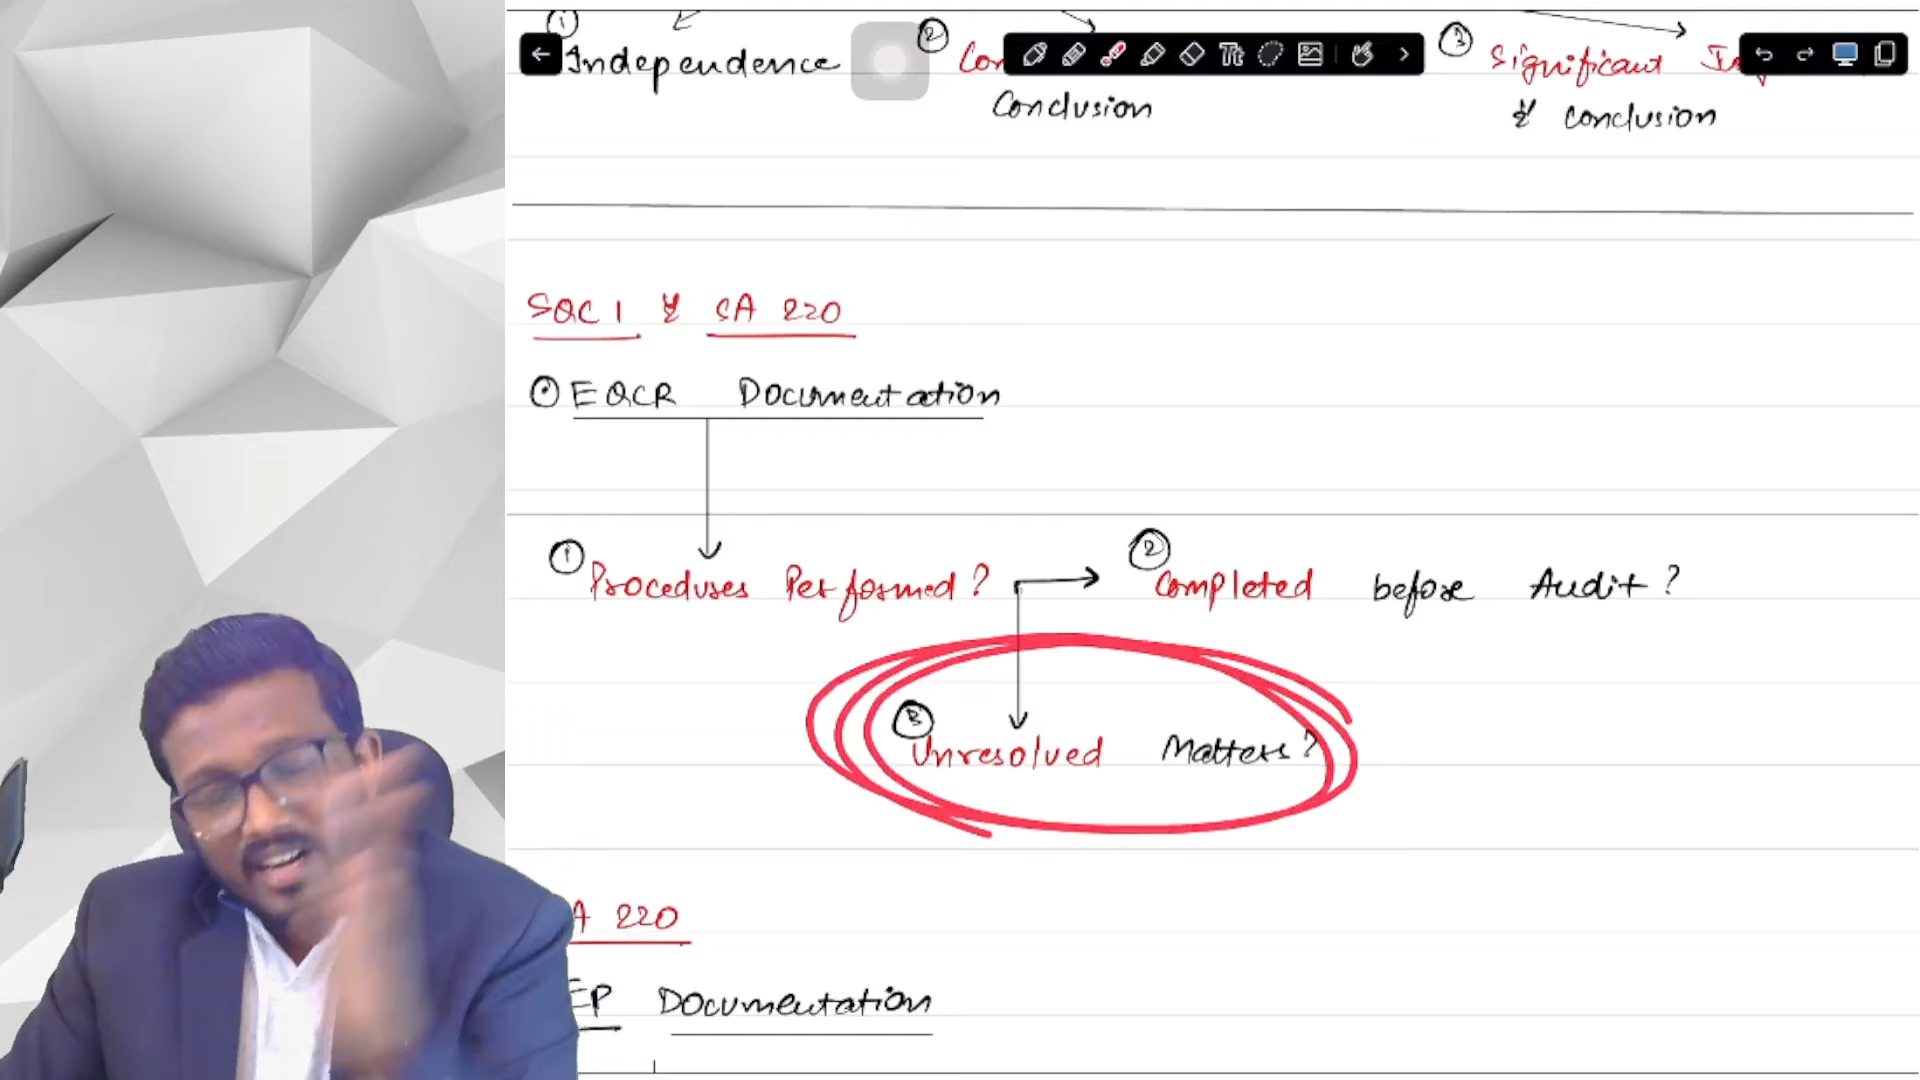 ① ② ③
Independence Significant
Conclusion & Conclusion
SQC 1 & SA 220
① EQCR Documentation
① Procedures Performed? ② Completed before Audit?
③ Unresolved Matters?
A 220
EP Documentation